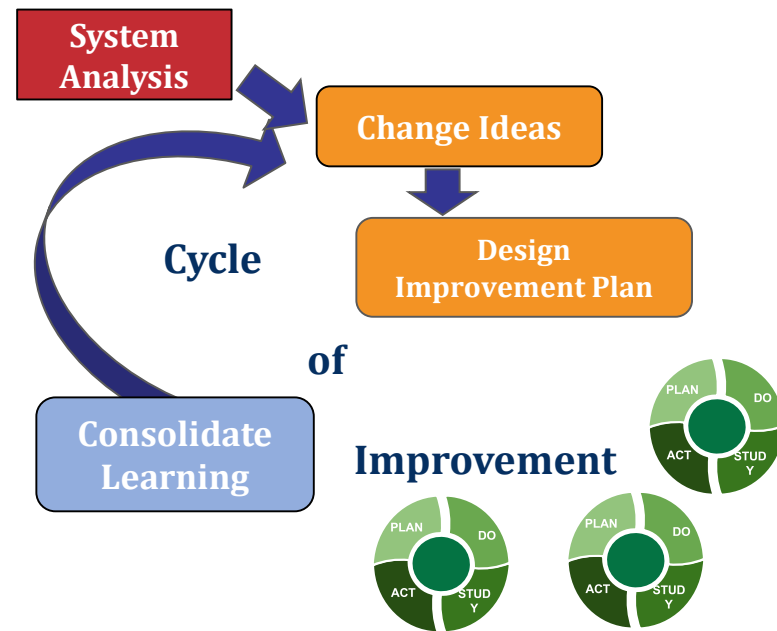 System
Analysis
Change Ideas
Design
Improvement Plan
Cycle
of
Improvement
Consolidate
Learning
PLAN
DO
ACT
STUD
Y
PLAN
DO
ACT
STUD
Y
PLAN
DO
ACT
STUD
Y